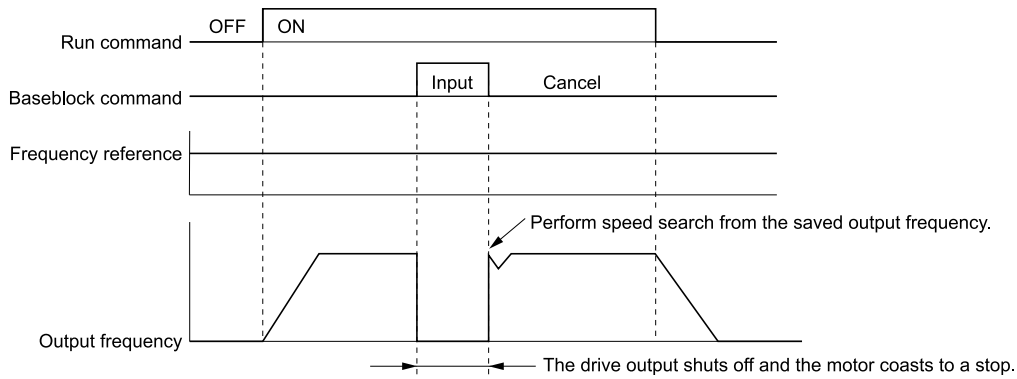 OFF
ON
Run command
Input
Cancel
Baseblock command
Frequency reference
Perform speed search from the saved output frequency.
Output frequency
The drive output shuts off and the motor coasts to a stop.